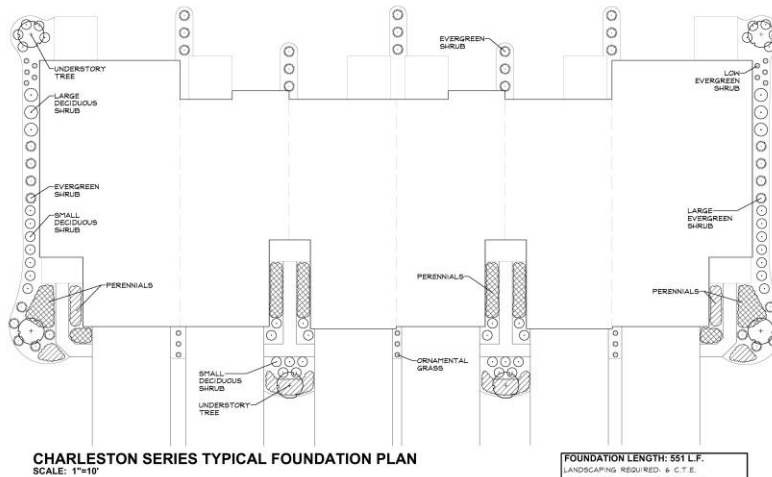 EVERGREEN
SHRUB
UNDERSTORY
TREE
LOW
EVERGREEN
SHRUB
LARGE
DECIDUOUS
SHRUB
EVERGREEN
SHRUB
SMALL
DECIDUOUS
SHRUB
LARGE
EVERGREEN
SHRUB
PERENNIALS
PERENNIALS
PERENNIALS
SMALL
DECIDUOUS
SHRUB
ORNAMENTAL
GRASS
UNDERSTORY
TREE
CHARLESTON SERIES TYPICAL FOUNDATION PLAN
SCALE: 1"=10'
FOUNDATION LENGTH: 551 L.F.
LANDSCAPING REQUIRED: 6 C.T.E.